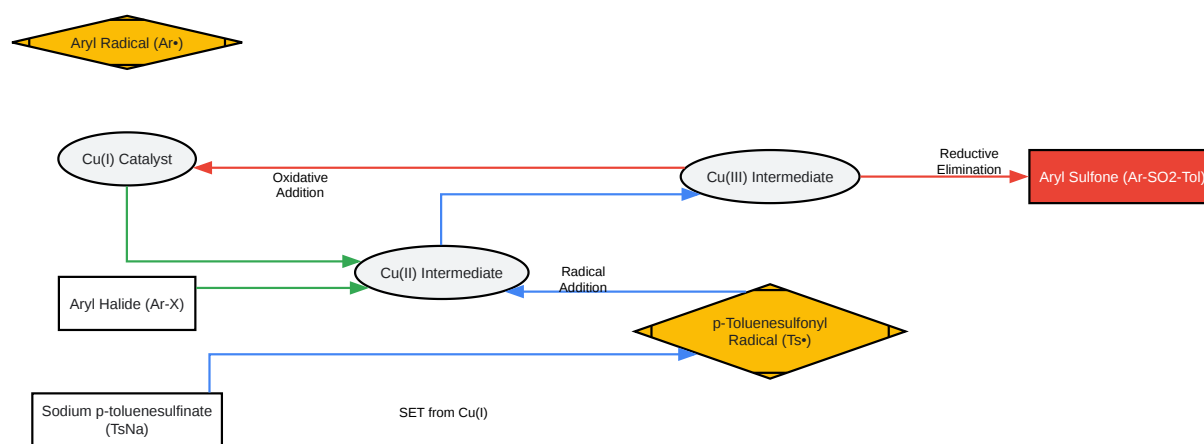 Aryl Radical (Ar•)
Cu(I) Catalyst
Oxidative
Addition
Cu(III) Intermediate
Reductive
Elimination
Aryl Sulfone (Ar-SO2-Tol)
Cu(II) Intermediate
Radical
Addition
Aryl Halide (Ar-X)
p-Toluenesulfonyl
Radical (Ts•)
Sodium p-toluenesulfinate
(TsNa)
SET from Cu(I)